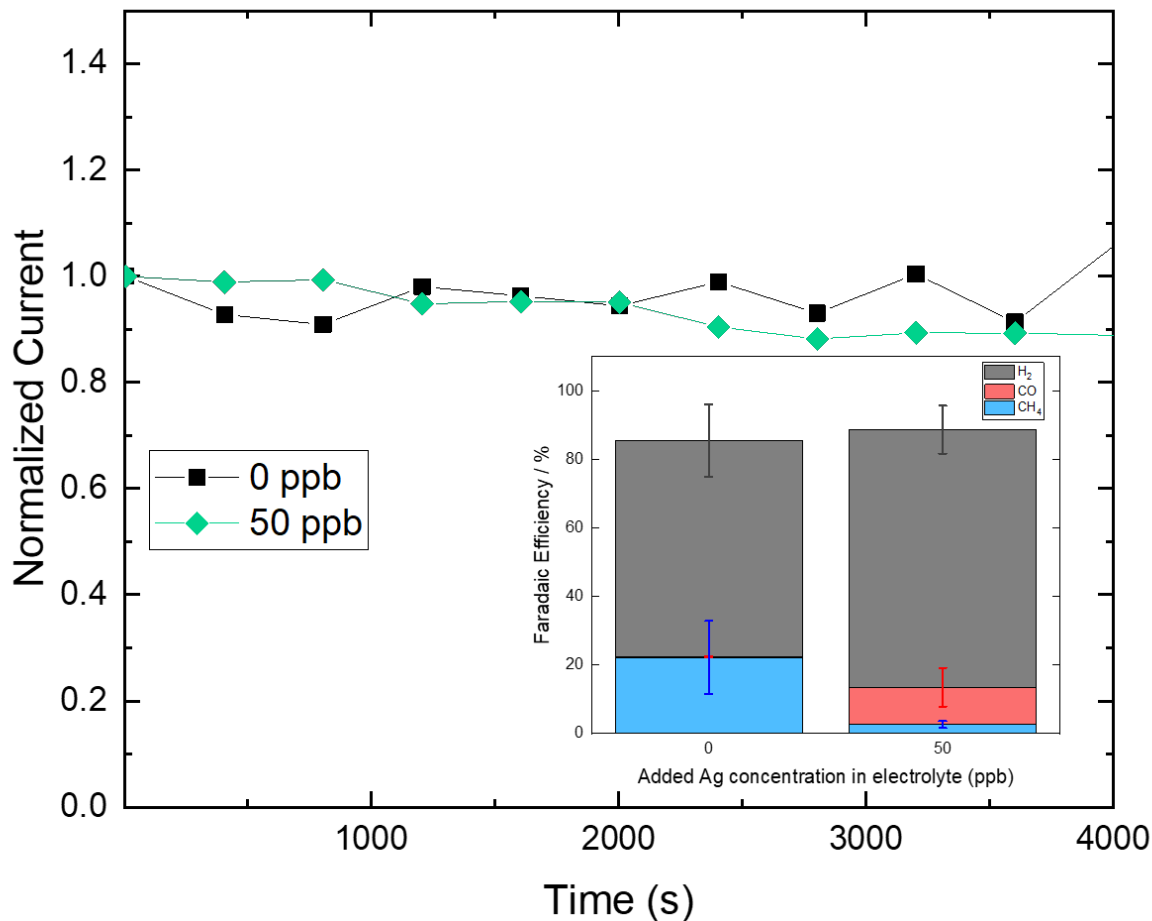 Normalized Current
1.4
1.2
1.0
0.8
0.6
0.4
0.2
0.0
1000
2000
3000
4000
Time (s)
0 ppb
50 ppb
Faradaic Efficiency / %
100
80
60
40
20
0
H₂
CO
CH₄
0
50
Added Ag concentration in electrolyte (ppb)